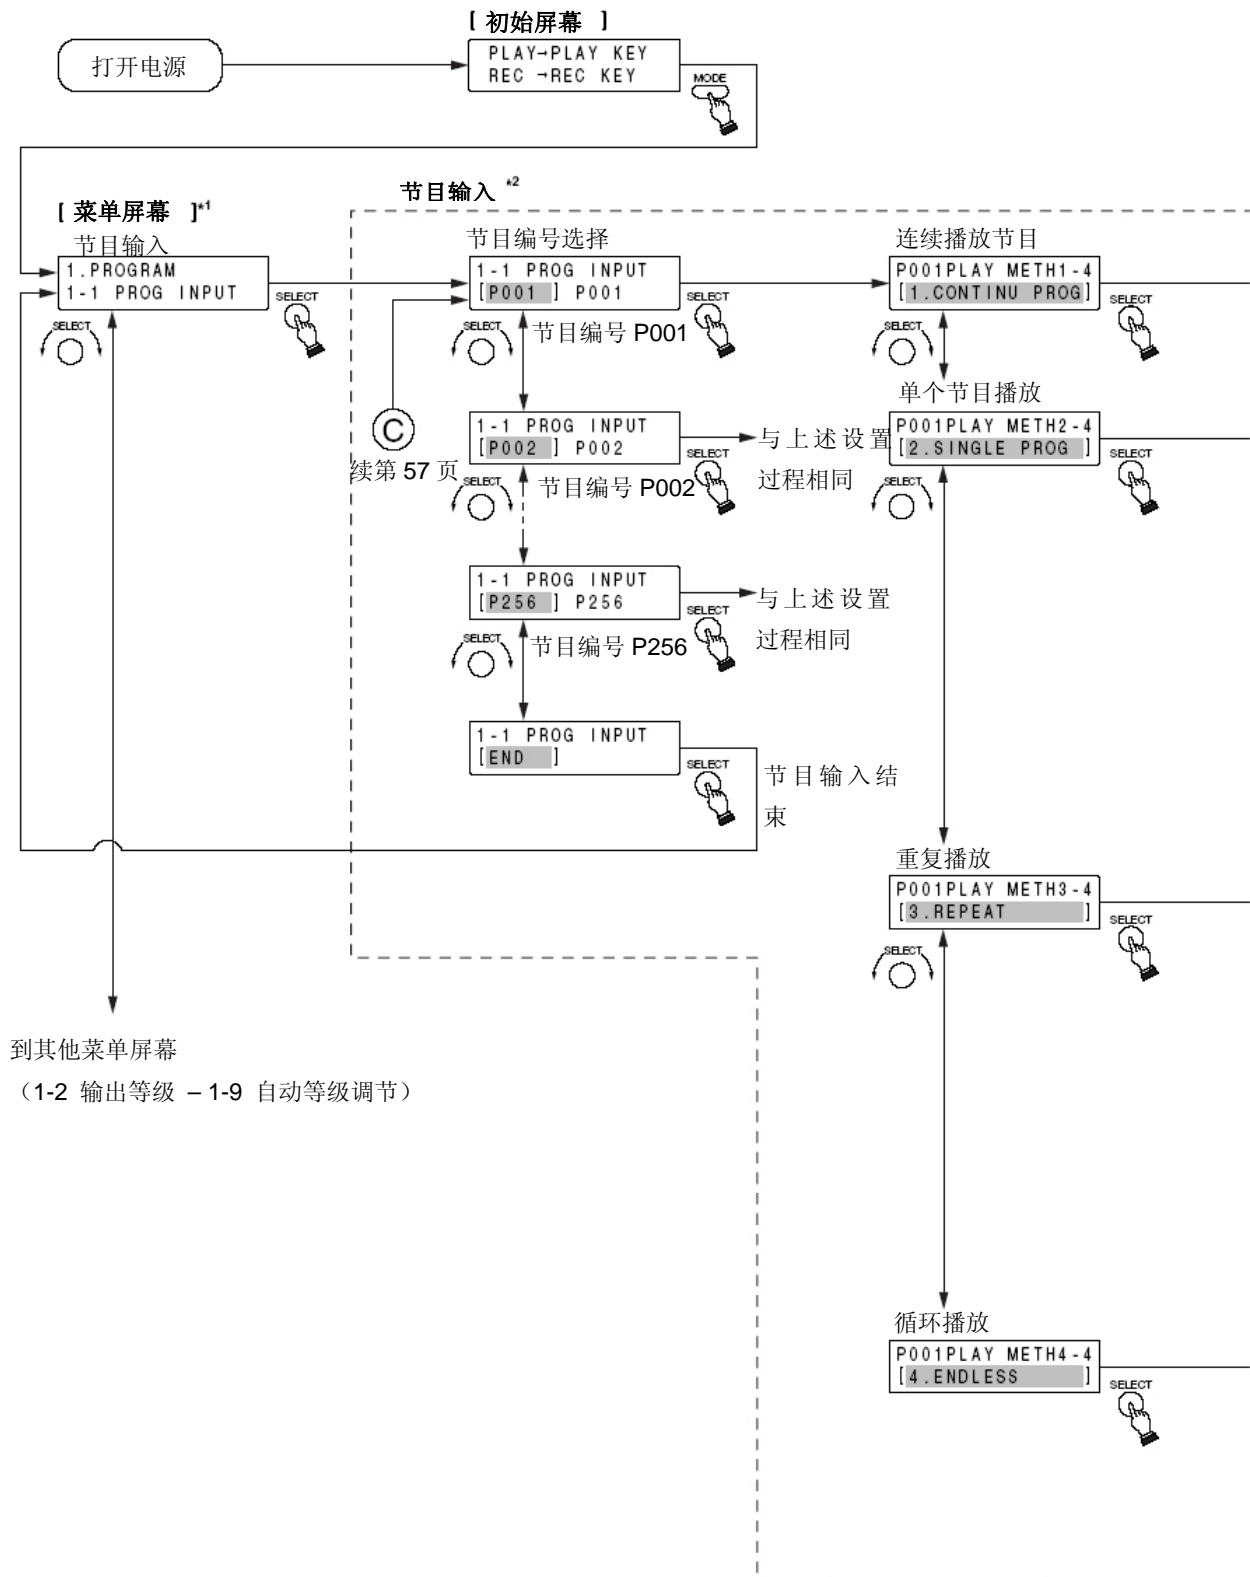 [ 初始屏幕 ]
打开电源
PLAY→PLAY KEY
REC →REC KEY
MODE
[ 菜单屏幕 ]*1
节目输入
1.PROGRAM
1-1 PROG INPUT
SELECT
SELECT
节目输入 *2
节目编号选择
1-1 PROG INPUT
[P001 ] P001
SELECT
SELECT
节目编号 P001
C
续第 57 页
1-1 PROG INPUT
[P002 ] P002
SELECT
SELECT
节目编号 P002
与上述设置
过程相同
1-1 PROG INPUT
[P256 ] P256
SELECT
SELECT
节目编号 P256
与上述设置
过程相同
1-1 PROG INPUT
[END ]
SELECT
节目输入结
束
连续播放节目
P001PLAY METH1-4
[1.CONTINU PROG]
SELECT
SELECT
单个节目播放
P001PLAY METH2-4
[2.SINGLE PROG ]
SELECT
SELECT
重复播放
P001PLAY METH3-4
[3.REPEAT ]
SELECT
SELECT
循环播放
P001PLAY METH4-4
[4.ENDLESS ]
SELECT
到其他菜单屏幕
（1-2 输出等级 – 1-9 自动等级调节）